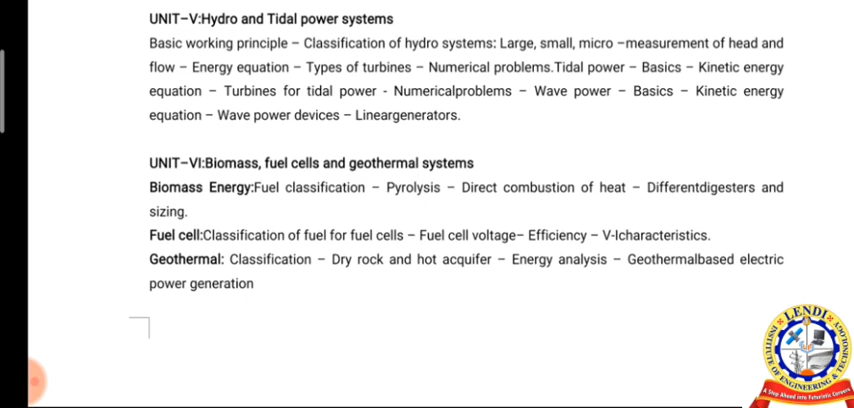 UNIT–V:Hydro and Tidal power systems
Basic working principle – Classification of hydro systems: Large, small, micro –measurement of head and
flow – Energy equation – Types of turbines – Numerical problems.Tidal power – Basics – Kinetic energy
equation – Turbines for tidal power - Numericalproblems – Wave power – Basics – Kinetic energy
equation – Wave power devices – Lineargenerators.
UNIT–VI:Biomass, fuel cells and geothermal systems
Biomass Energy:Fuel classification – Pyrolysis – Direct combustion of heat – Differentdigesters and
sizing.
Fuel cell:Classification of fuel for fuel cells – Fuel cell voltage– Efficiency – V-Icharacteristics.
Geothermal: Classification – Dry rock and hot acquifer – Energy analysis – Geothermalbased electric
power generation
LENDI
INSTITUTE OF ENGINEERING & TECHNOLOGY
A Step Ahead into Futuristic Careers